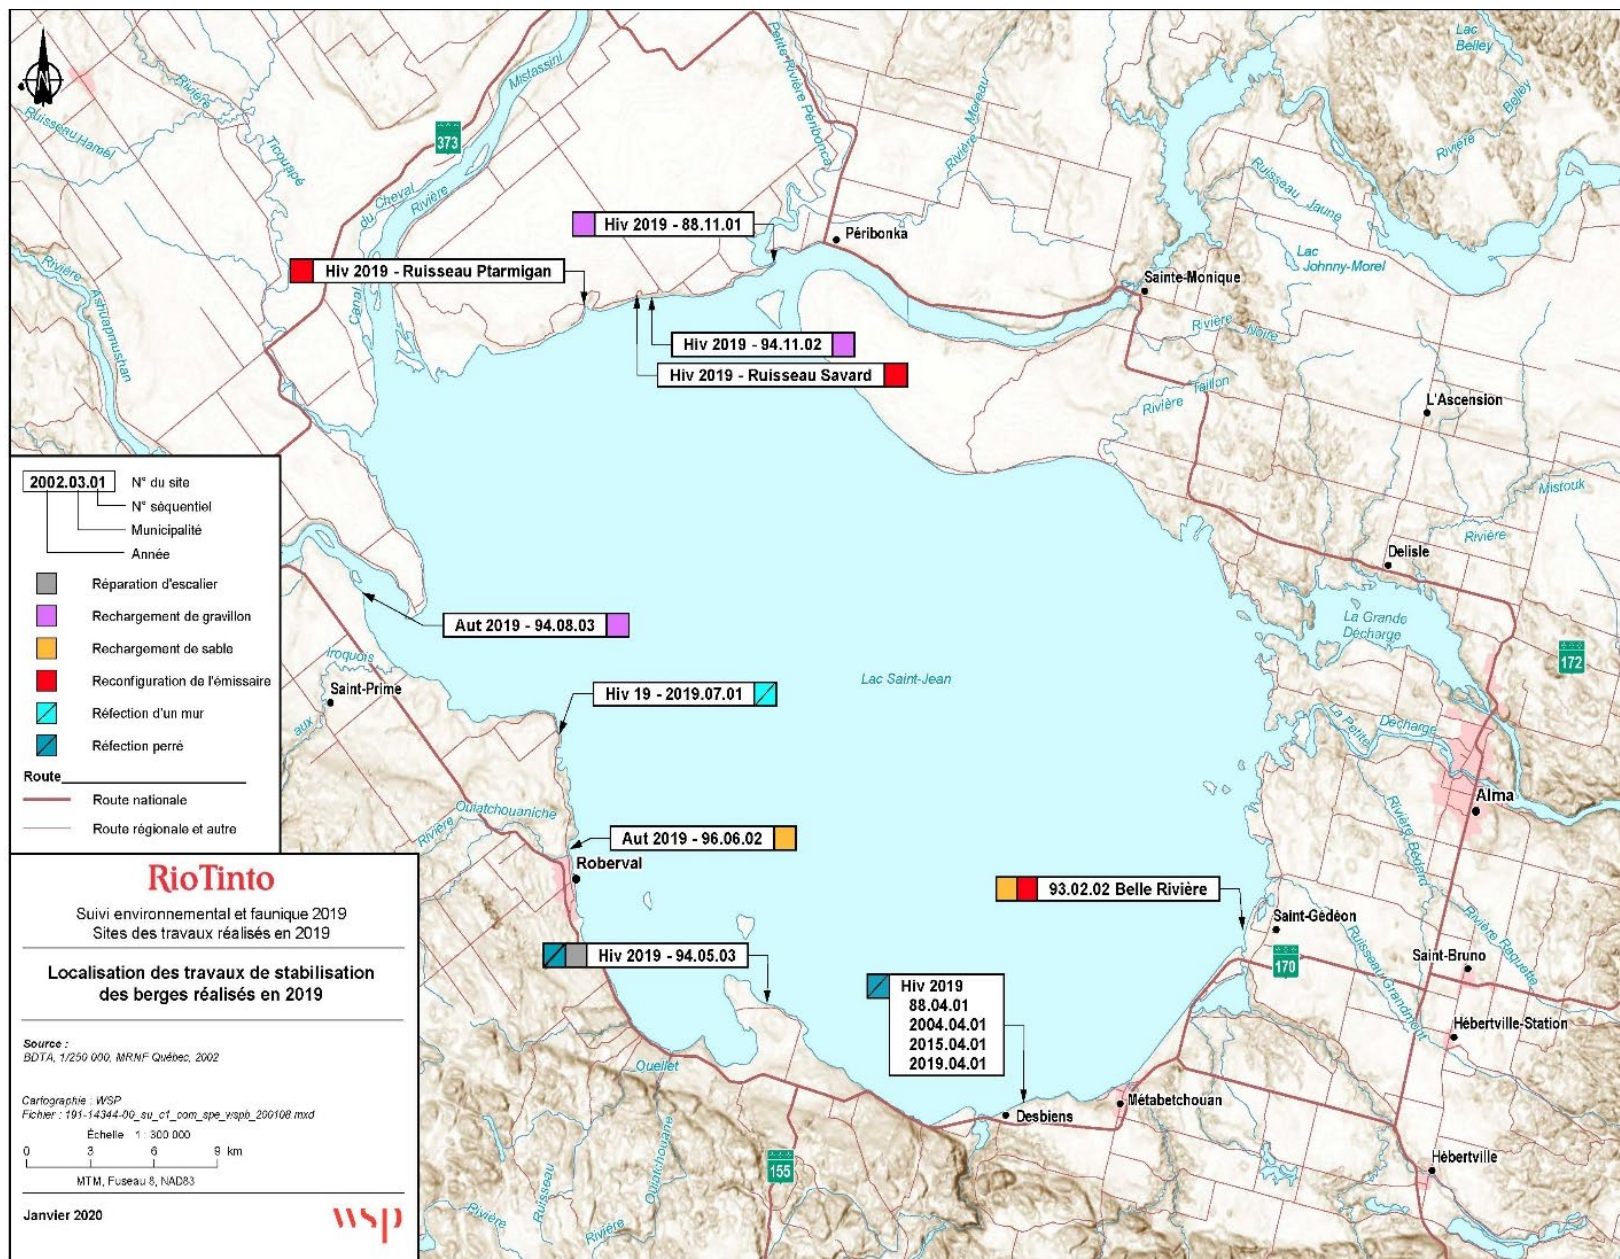 Lac
Belley
Rivière
Belley
Mistassini
Petite Rivière Péribonca
Rivière Moreau
Rivière
Ticouapé
Ruisseau Hamel
N
373
Ruisseau Jaune
Canal
du Cheval
Rivière
Hiv 2019 - 88.11.01
Péribonka
Lac
Johnny-Morel
Rivière
Ashuapmushan
Hiv 2019 - Ruisseau Ptarmigan
Sainte-Monique
Rivière Noire
Hiv 2019 - 94.11.02
Hiv 2019 - Ruisseau Savard
Rivière Taillon
L'Ascension
Mistouk
Rivière
Delisle
La Grande
Décharge
172
2002.03.01
N° du site
N° séquentiel
Municipalité
Année
Réparation d'escalier
Rechargement de gravillon
Rechargement de sable
Reconfiguration de l'émissaire
Réfection d'un mur
Réfection perré
Route
Route nationale
Route régionale et autre
Aut 2019 - 94.08.03
aux
Iroquois
Saint-Prime
Hiv 19 - 2019.07.01
Lac Saint-Jean
La Petite
Décharge
Alma
Rivière
Ouiatchouaniche
Aut 2019 - 96.06.02
Roberval
Rivière Bédard
93.02.02 Belle Rivière
Saint-Gédéon
Rivière Raquette
Ruisseau Grandmont
Saint-Bruno
170
Hiv 2019 - 94.05.03
Hiv 2019
88.04.01
2004.04.01
2015.04.01
2019.04.01
Hébertville-Station
Ouellet
Ruisseau
Métabetchouan
Desbiens
155
Hébertville
Rivière
Rivière
Ouiatchouane
RioTinto
Suivi environnemental et faunique 2019
Sites des travaux réalisés en 2019
Localisation des travaux de stabilisation
des berges réalisés en 2019
Source :
BDTA, 1/250 000, MRNF Québec, 2002
Cartographie : WSP
Fichier : 191-14344-00_su_c1_com_spe_wspb_200108.mxd
Échelle 1 : 300 000
0 3 6 9 km
MTM, Fuseau 8, NAD83
Janvier 2020
wsp